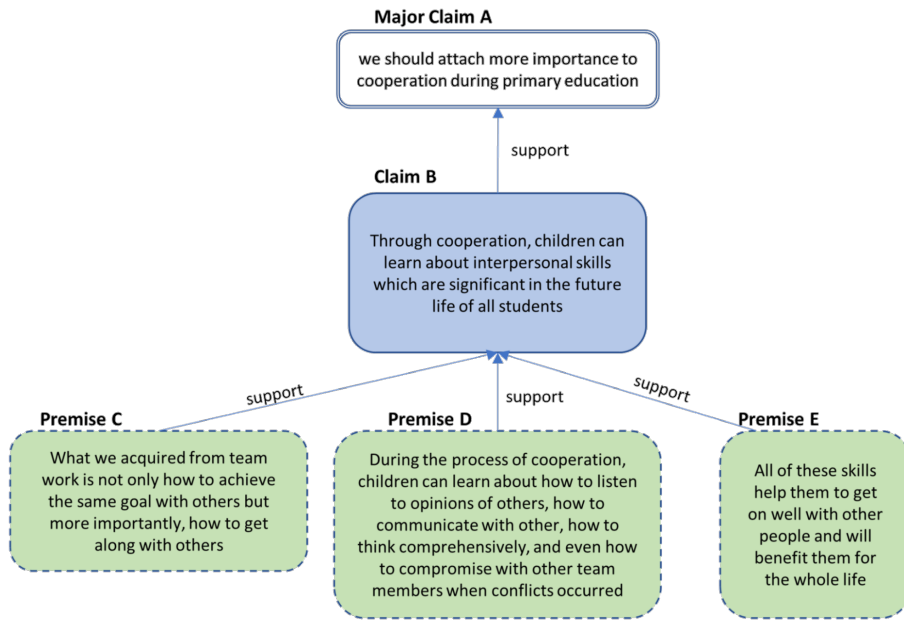 Major Claim A
we should attach more importance to
cooperation during primary education
support
Claim B
Through cooperation, children can
learn about interpersonal skills
which are significant in the future
life of all students
support
support
support
Premise C
What we acquired from team
work is not only how to achieve
the same goal with others but
more importantly, how to get
along with others
Premise D
During the process of cooperation,
children can learn about how to listen
to opinions of others, how to
communicate with other, how to
think comprehensively, and even how
to compromise with other team
members when conflicts occurred
Premise E
All of these skills
help them to get
on well with other
people and will
benefit them for
the whole life